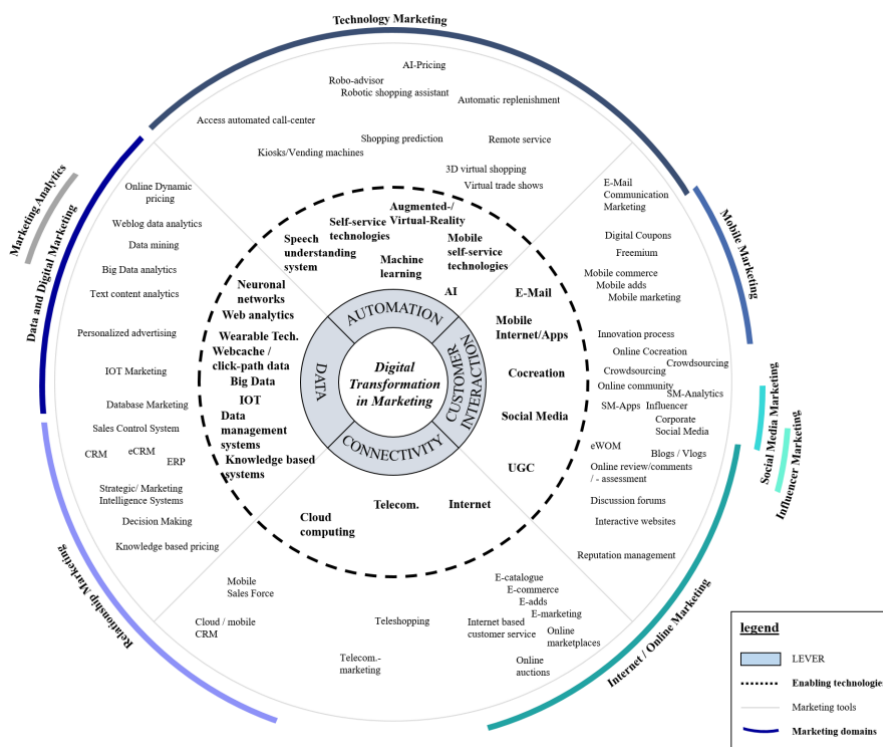 Technology Marketing
AI-Pricing
Robo-advisor
Robotic shopping assistant
Automatic replenishment
Access automated call-center
Shopping prediction
Remote service
Kiosks/Vending machines
3D virtual shopping
Virtual trade shows
Marketing Analytics
Data and Digital Marketing
Online Dynamic
pricing
Weblog data analytics
Data mining
Big Data analytics
Text content analytics
Personalized advertising
IOT Marketing
Database Marketing
Sales Control System
CRM
eCRM
ERP
Strategic/ Marketing
Intelligence Systems
Decision Making
Knowledge based pricing
Relationship Marketing
Augmented-/
Virtual-Reality
Self-service
technologies
Speech
understanding
system
Mobile
self-service
technologies
Machine
learning
AI
Neuronal
networks
Web analytics
Wearable Tech.
Webcache /
click-path data
Big Data
IOT
Data
management
systems
Knowledge based
systems
AUTOMATION
DATA
CUSTOMER
INTERACTION
CONNECTIVITY
Digital
Transformation
in Marketing
E-Mail
Mobile
Internet/Apps
Cocreation
Social Media
UGC
Telecom.
Internet
Cloud
computing
E-Mail
Communication
Marketing
Digital Coupons
Freemium
Mobile commerce
Mobile adds
Mobile marketing
Mobile Marketing
Innovation process
Online Cocreation
Crowdsourcing
Crowdsourcing
Online community
SM-Analytics
SM-Apps
Influencer
Corporate
Social Media
eWOM
Blogs / Vlogs
Online review/comments
/ - assessment
Discussion forums
Interactive websites
Reputation management
Social Media Marketing
Influencer Marketing
Internet / Online Marketing
Mobile
Sales Force
Cloud / mobile
CRM
Teleshopping
Telecom.-
marketing
E-catalogue
E-commerce
E-adds
E-marketing
Internet based
customer service
Online
marketplaces
Online
auctions
legend
LEVER
Enabling technologies
Marketing tools
Marketing domains